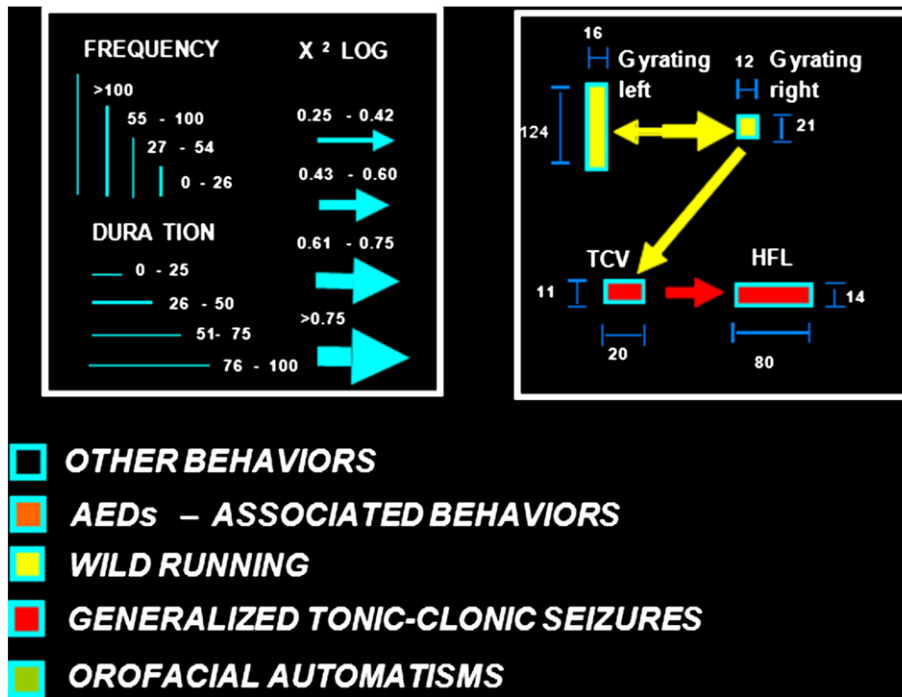 FREQUENCY
>100
55 - 100
27 - 54
0 - 26
DURA TION
0 - 25
26 - 50
51- 75
76 - 100
X ² LOG
0.25 - 0.42
0.43 - 0.60
0.61 - 0.75
>0.75
16
Gyrating
left
124
12
Gyrating
right
21
TCV
11
20
HFL
14
80
OTHER BEHAVIORS
AEDs – ASSOCIATED BEHAVIORS
WILD RUNNING
GENERALIZED TONIC-CLONIC SEIZURES
OROFACIAL AUTOMATISMS